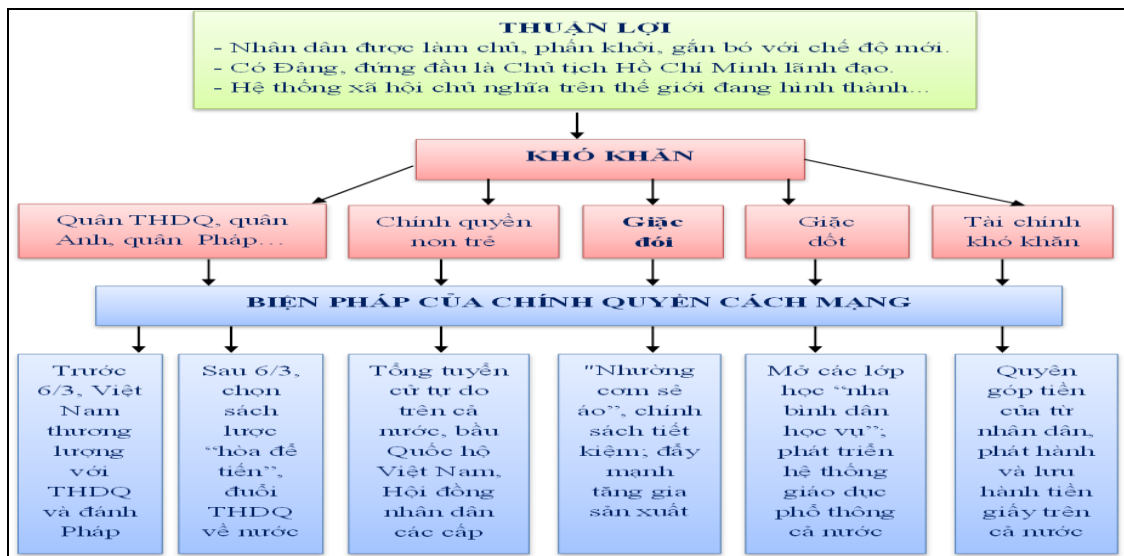 THUẬN LỢI
- Nhân dân được làm chủ, phấn khởi, gắn bó với chế độ mới.
- Có Đảng, đứng đầu là Chủ tịch Hồ Chí Minh lãnh đạo.
- Hệ thống xã hội chủ nghĩa trên thế giới đang hình thành...
KHÓ KHĂN
Quân THDQ, quân
Anh, quân Pháp...
Chính quyền
non trẻ
Giặc
đói
Giặc
dốt
Tài chính
khó khăn
BIỆN PHÁP CỦA CHÍNH QUYỀN CÁCH MẠNG
Trước
6/3, Việt
Nam
thương
lượng
với
THDQ
và đánh
Pháp
Sau 6/3,
chọn
sách
lược
“hòa để
tiến”,
đuổi
THDQ
về nước
Tổng tuyển
cử tự do
trên cả
nước, bầu
Quốc hộ
Việt Nam,
Hội đồng
nhân dân
các cấp
"Nhường
cơm sẻ
áo”, chính
sách tiết
kiệm; đẩy
mạnh
tăng gia
sản xuất
Mở các lớp
học “nha
bình dân
học vụ”;
phát triển
hệ thống
giáo dục
phổ thông
cả nước
Quyên
góp tiền
của từ
nhân dân,
phát hành
và lưu
hành tiền
giấy trên
cả nước